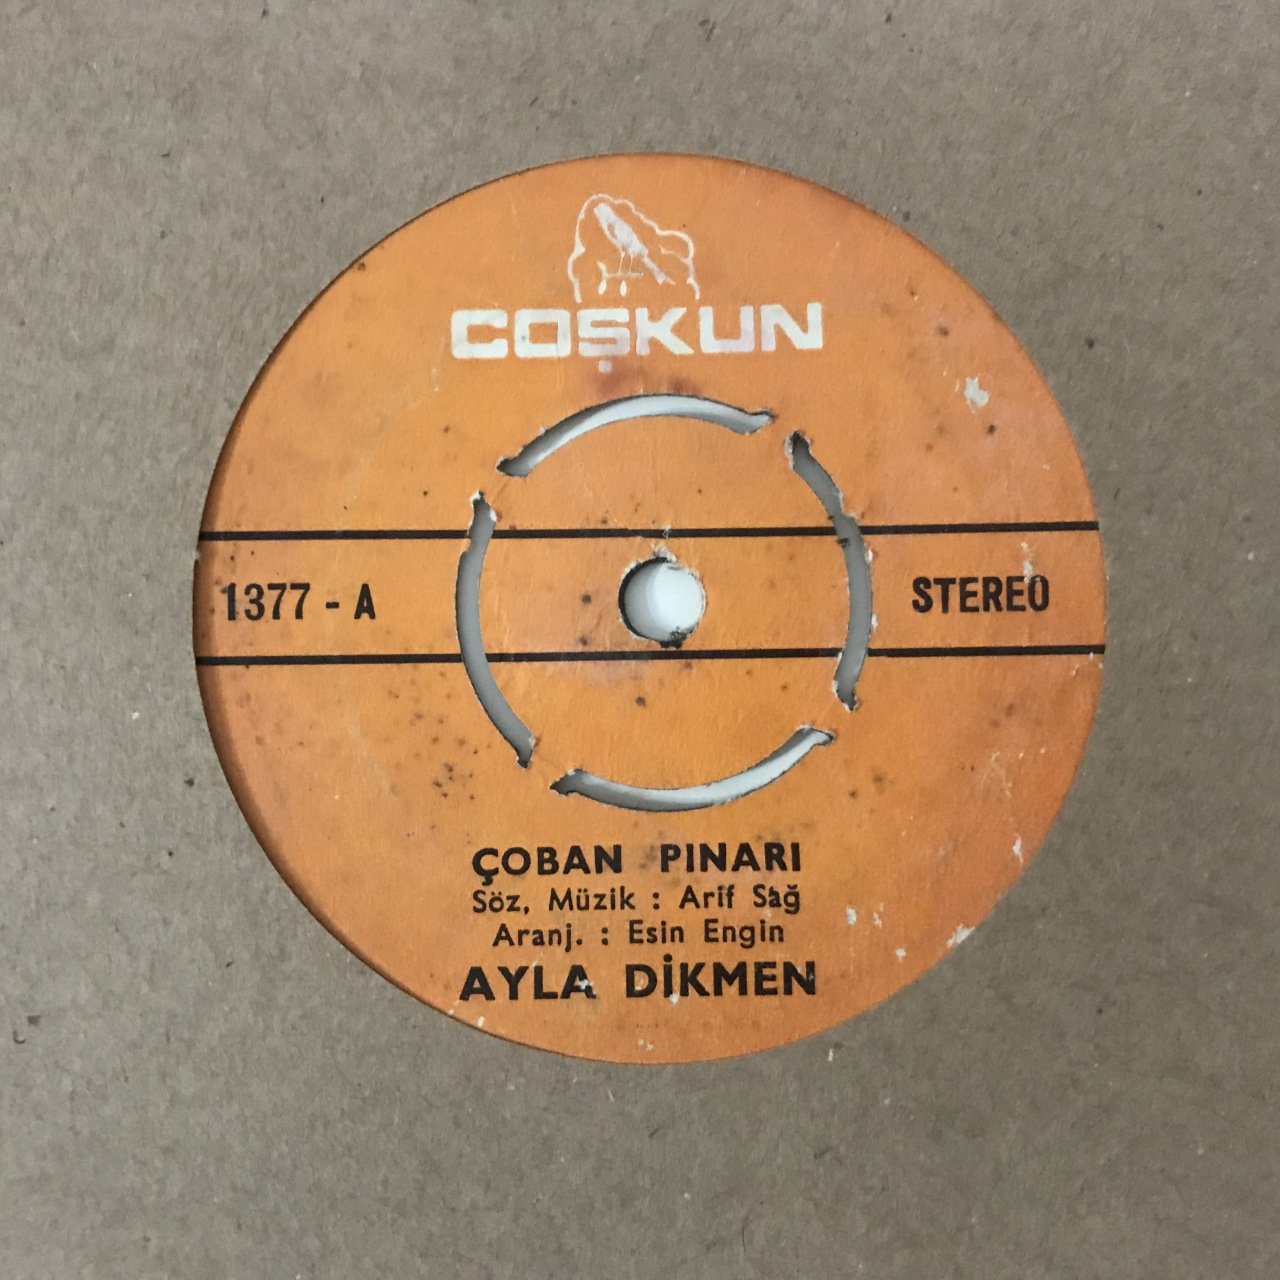 COŞKUN
1377 - A
STEREO
ÇOBAN PINARI
Söz, Müzik : Arif Sağ
Aranj. : Esin Engin
AYLA DİKMEN